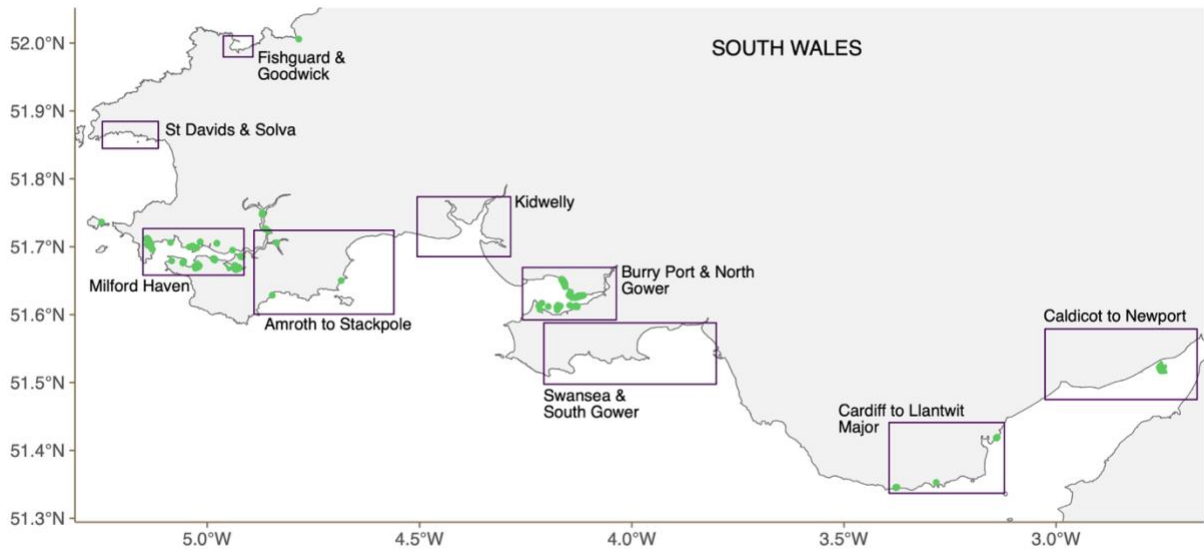 52.0°N
51.9°N
51.8°N
51.7°N
51.6°N
51.5°N
51.4°N
51.3°N
SOUTH WALES
Fishguard &
Goodwick
St Davids & Solva
Kidwelly
Milford Haven
Burry Port & North
Gower
Amroth to Stackpole
Caldicot to Newport
Swansea &
South Gower
Cardiff to Llantwit
Major
5.0°W
4.5°W
4.0°W
3.5°W
3.0°W